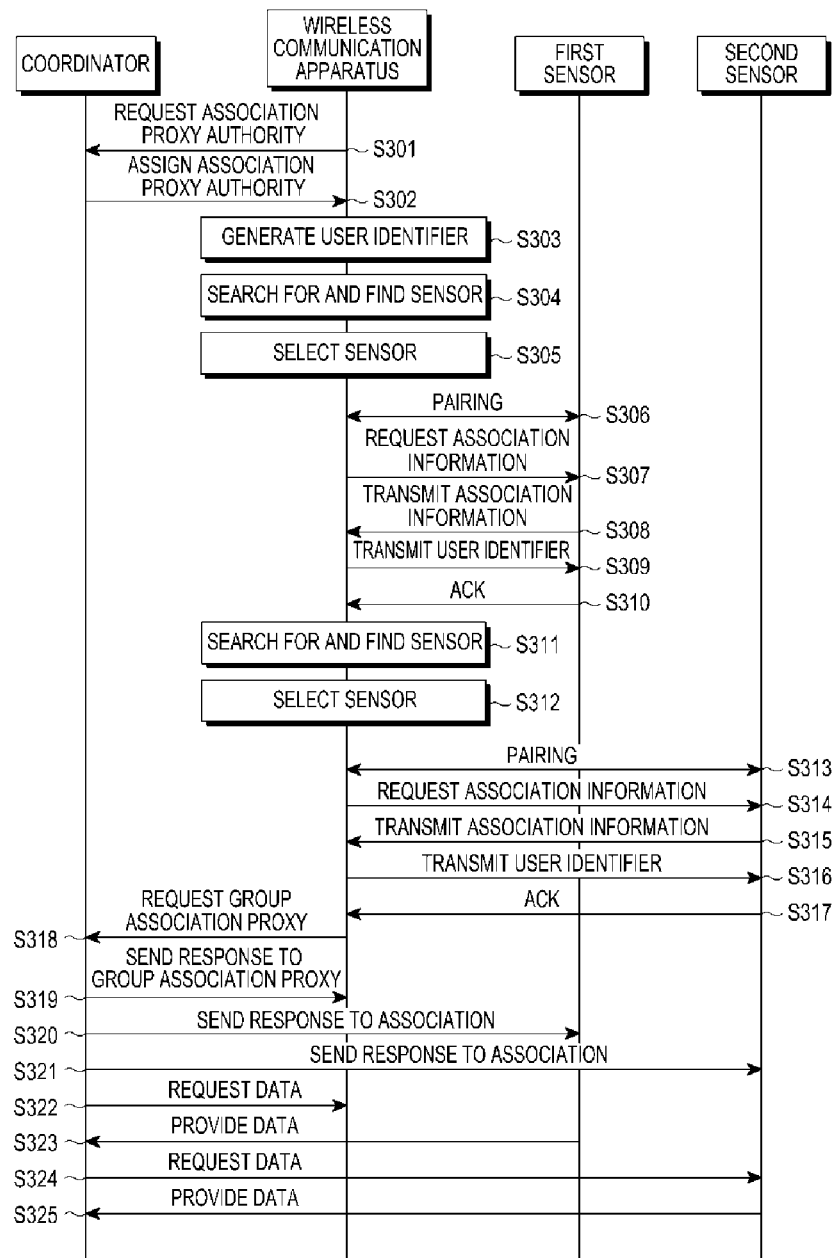 COORDINATOR
WIRELESS
COMMUNICATION
APPARATUS
FIRST
SENSOR
SECOND
SENSOR
REQUEST ASSOCIATION
PROXY AUTHORITY
S301
ASSIGN ASSOCIATION
PROXY AUTHORITY
S302
GENERATE USER IDENTIFIER
S303
SEARCH FOR AND FIND SENSOR
S304
SELECT SENSOR
S305
PAIRING
S306
REQUEST ASSOCIATION
INFORMATION
S307
TRANSMIT ASSOCIATION
INFORMATION
S308
TRANSMIT USER IDENTIFIER
S309
ACK
S310
SEARCH FOR AND FIND SENSOR
S311
SELECT SENSOR
S312
PAIRING
S313
REQUEST ASSOCIATION INFORMATION
S314
TRANSMIT ASSOCIATION INFORMATION
S315
TRANSMIT USER IDENTIFIER
S316
ACK
S317
REQUEST GROUP
ASSOCIATION PROXY
S318
SEND RESPONSE TO
GROUP ASSOCIATION PROXY
S319
SEND RESPONSE TO ASSOCIATION
S320
SEND RESPONSE TO ASSOCIATION
S321
REQUEST DATA
S322
PROVIDE DATA
S323
REQUEST DATA
S324
PROVIDE DATA
S325